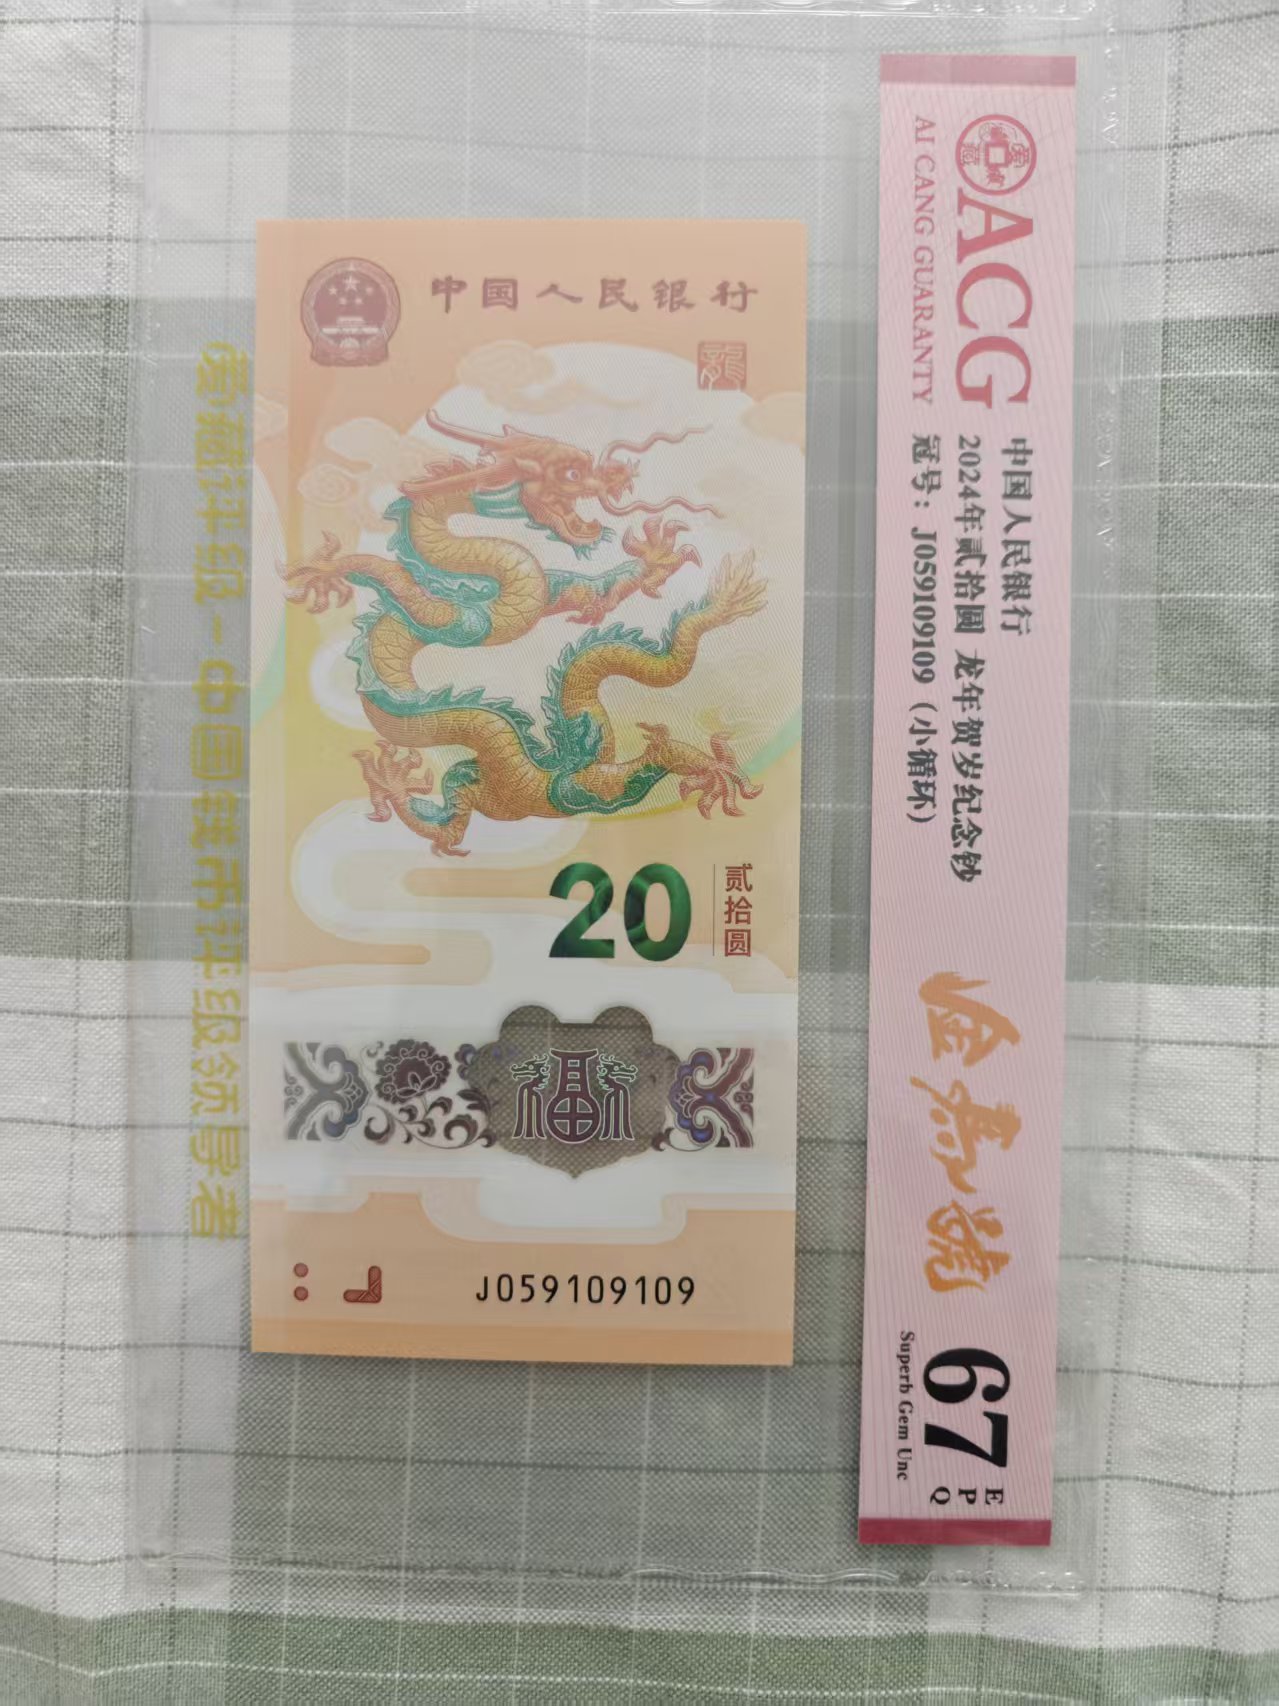 中国人民银行
龍
20
贰拾圆
福
J059109109
ACG
AI CANG GUARANTY
中国人民银行
2024年贰拾圆 龙年贺岁纪念钞
冠号：J059109109（小循环）
67
EPQ
Superb Gem Unc
爱藏评级-中国钱币评级领导者